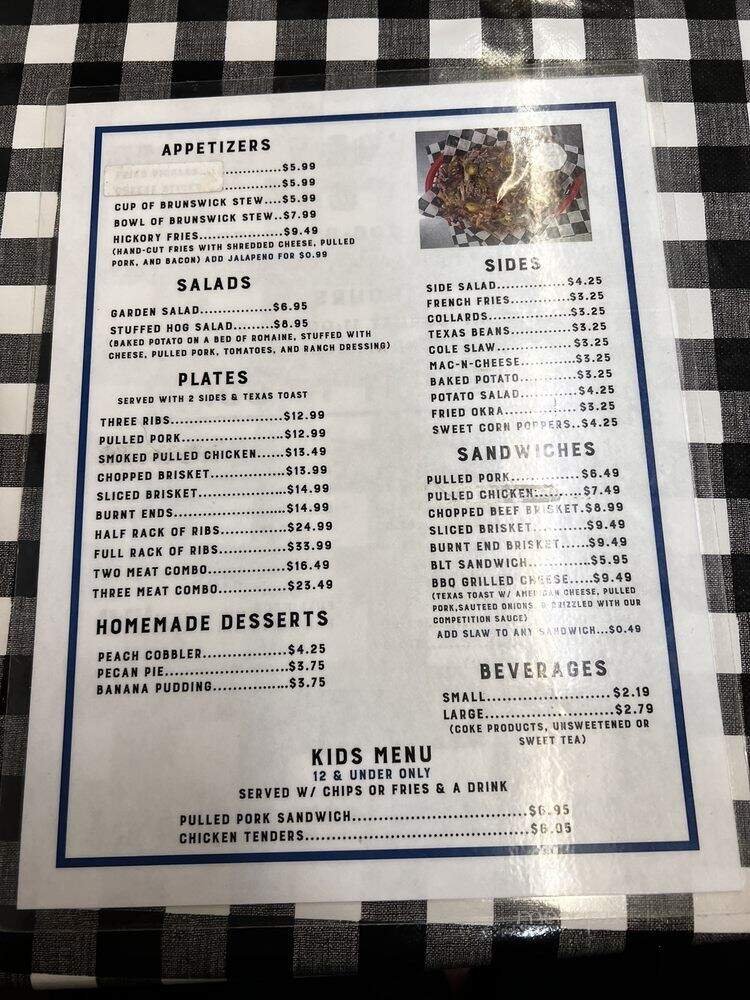 APPETIZERS
...............$5.99
...............$5.99
CUP OF BRUNSWICK STEW....$5.99
BOWL OF BRUNSWICK STEW..$7.99
HICKORY FRIES................$9.49
(HAND-CUT FRIES WITH SHREDDED CHEESE, PULLED
PORK, AND BACON) ADD JALAPENO FOR $0.99
SALADS
GARDEN SALAD..............$6.95
STUFFED HOG SALAD........$8.95
(BAKED POTATO ON A BED OF ROMAINE, STUFFED WITH
CHEESE, PULLED PORK, TOMATOES, AND RANCH DRESSING)
PLATES
SERVED WITH 2 SIDES & TEXAS TOAST
THREE RIBS......................$12.99
PULLED PORK....................$12.99
SMOKED PULLED CHICKEN.....$13.49
CHOPPED BRISKET..............$13.99
SLICED BRISKET.................$14.99
BURNT ENDS.....................$14.99
HALF RACK OF RIBS............$24.99
FULL RACK OF RIBS............$33.99
TWO MEAT COMBO...............$16.49
THREE MEAT COMBO............$23.49
HOMEMADE DESSERTS
PEACH COBBLER................$4.25
PECAN PIE.......................$3.75
BANANA PUDDING..............$3.75
SIDES
SIDE SALAD.............$4.25
FRENCH FRIES...........$3.25
COLLARDS................$3.25
TEXAS BEANS............$3.25
COLE SLAW..............$3.25
MAC-N-CHEESE..........$3.25
BAKED POTATO..........$3.25
POTATO SALAD..........$4.25
FRIED OKRA.............$3.25
SWEET CORN POPPERS..$4.25
SANDWICHES
PULLED PORK.............$6.49
PULLED CHICKEN.........$7.49
CHOPPED BEEF BRISKET.$8.99
SLICED BRISKET..........$9.49
BURNT END BRISKET.....$9.49
BLT SANDWICH............$5.95
BBQ GRILLED CHEESE.....$9.49
(TEXAS TOAST W/ AMERICAN CHEESE, PULLED
PORK,SAUTEED ONIONS, & DRIZZLED WITH OUR
COMPETITION SAUCE)
ADD SLAW TO ANY SANDWICH...$0.49
BEVERAGES
SMALL......................$2.19
LARGE......................$2.79
(COKE PRODUCTS, UNSWEETENED OR
SWEET TEA)
KIDS MENU
12 & UNDER ONLY
SERVED W/ CHIPS OR FRIES & A DRINK
PULLED PORK SANDWICH................................$6.95
CHICKEN TENDERS.........................................